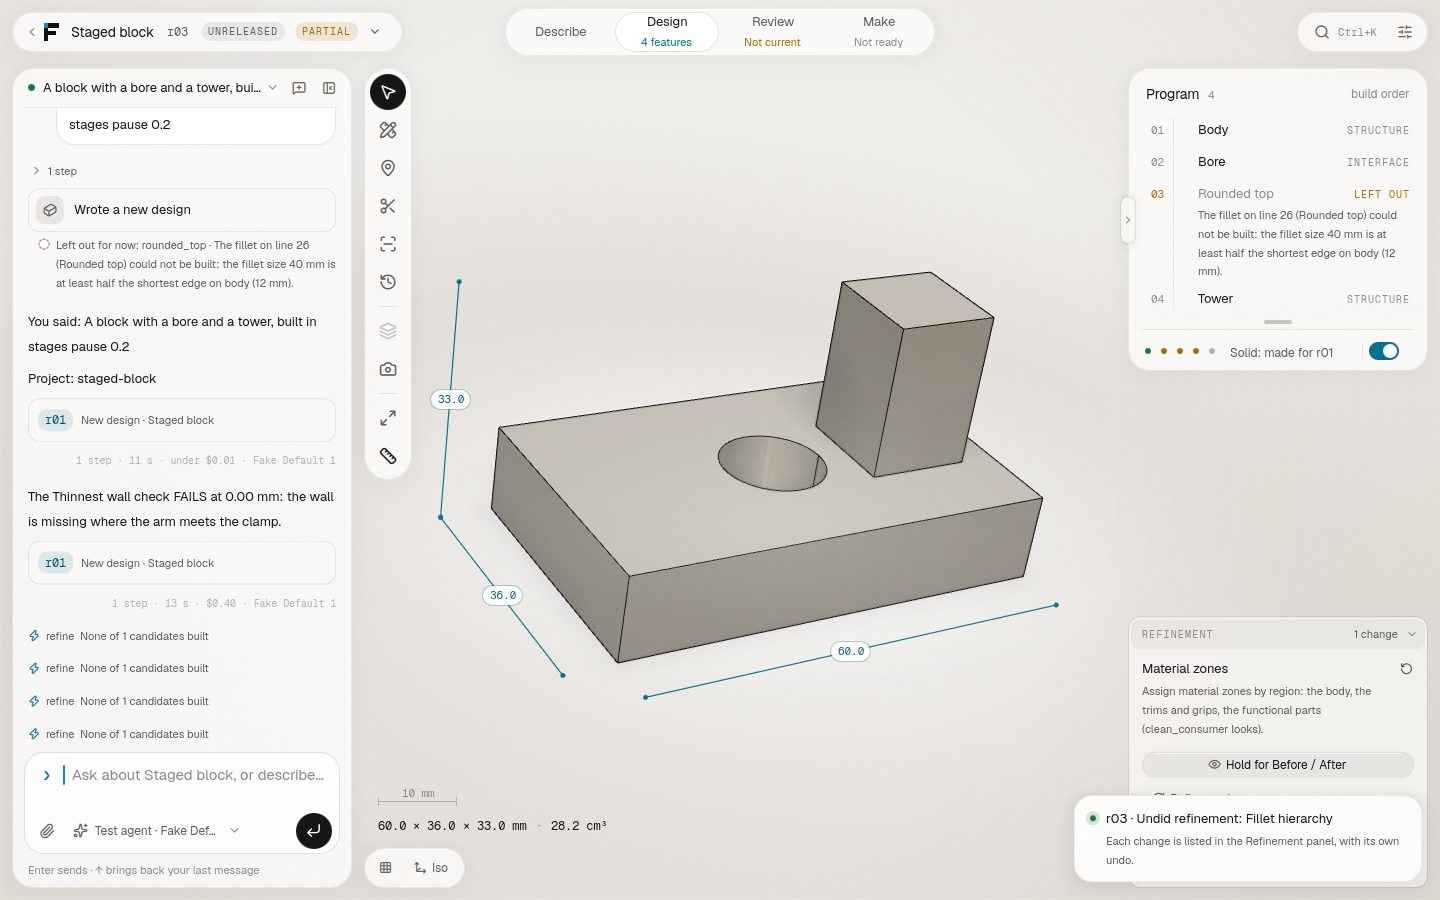 Staged block r03 UNRELEASED PARTIAL
Describe
Design
4 features
Review
Not current
Make
Not ready
Ctrl+K
A block with a bore and a tower, bui...
stages pause 0.2
1 step
Wrote a new design
Left out for now: rounded_top · The fillet on line 26
(Rounded top) could not be built: the fillet size 40 mm is
at least half the shortest edge on body (12 mm).
You said: A block with a bore and a tower, built in
stages pause 0.2
Project: staged-block
r01 New design · Staged block
1 step · 11 s · under $0.01 · Fake Default 1
The Thinnest wall check FAILS at 0.00 mm: the wall
is missing where the arm meets the clamp.
r01 New design · Staged block
1 step · 13 s · $0.40 · Fake Default 1
refine None of 1 candidates built
refine None of 1 candidates built
refine None of 1 candidates built
refine None of 1 candidates built
Ask about Staged block, or describe...
Test agent · Fake Def...
Enter sends · ↑ brings back your last message
33.0
36.0
60.0
10 mm
60.0 × 36.0 × 33.0 mm · 28.2 cm³
Iso
Program 4 build order
01 Body STRUCTURE
02 Bore INTERFACE
03 Rounded top LEFT OUT
The fillet on line 26 (Rounded top) could
not be built: the fillet size 40 mm is at
least half the shortest edge on body (12
mm).
04 Tower STRUCTURE
Solid: made for r01
REFINEMENT 1 change
Material zones
Assign material zones by region: the body, the
trims and grips, the functional parts
(clean_consumer looks).
Hold for Before / After
r03 · Undid refinement: Fillet hierarchy
Each change is listed in the Refinement panel, with its own
undo.